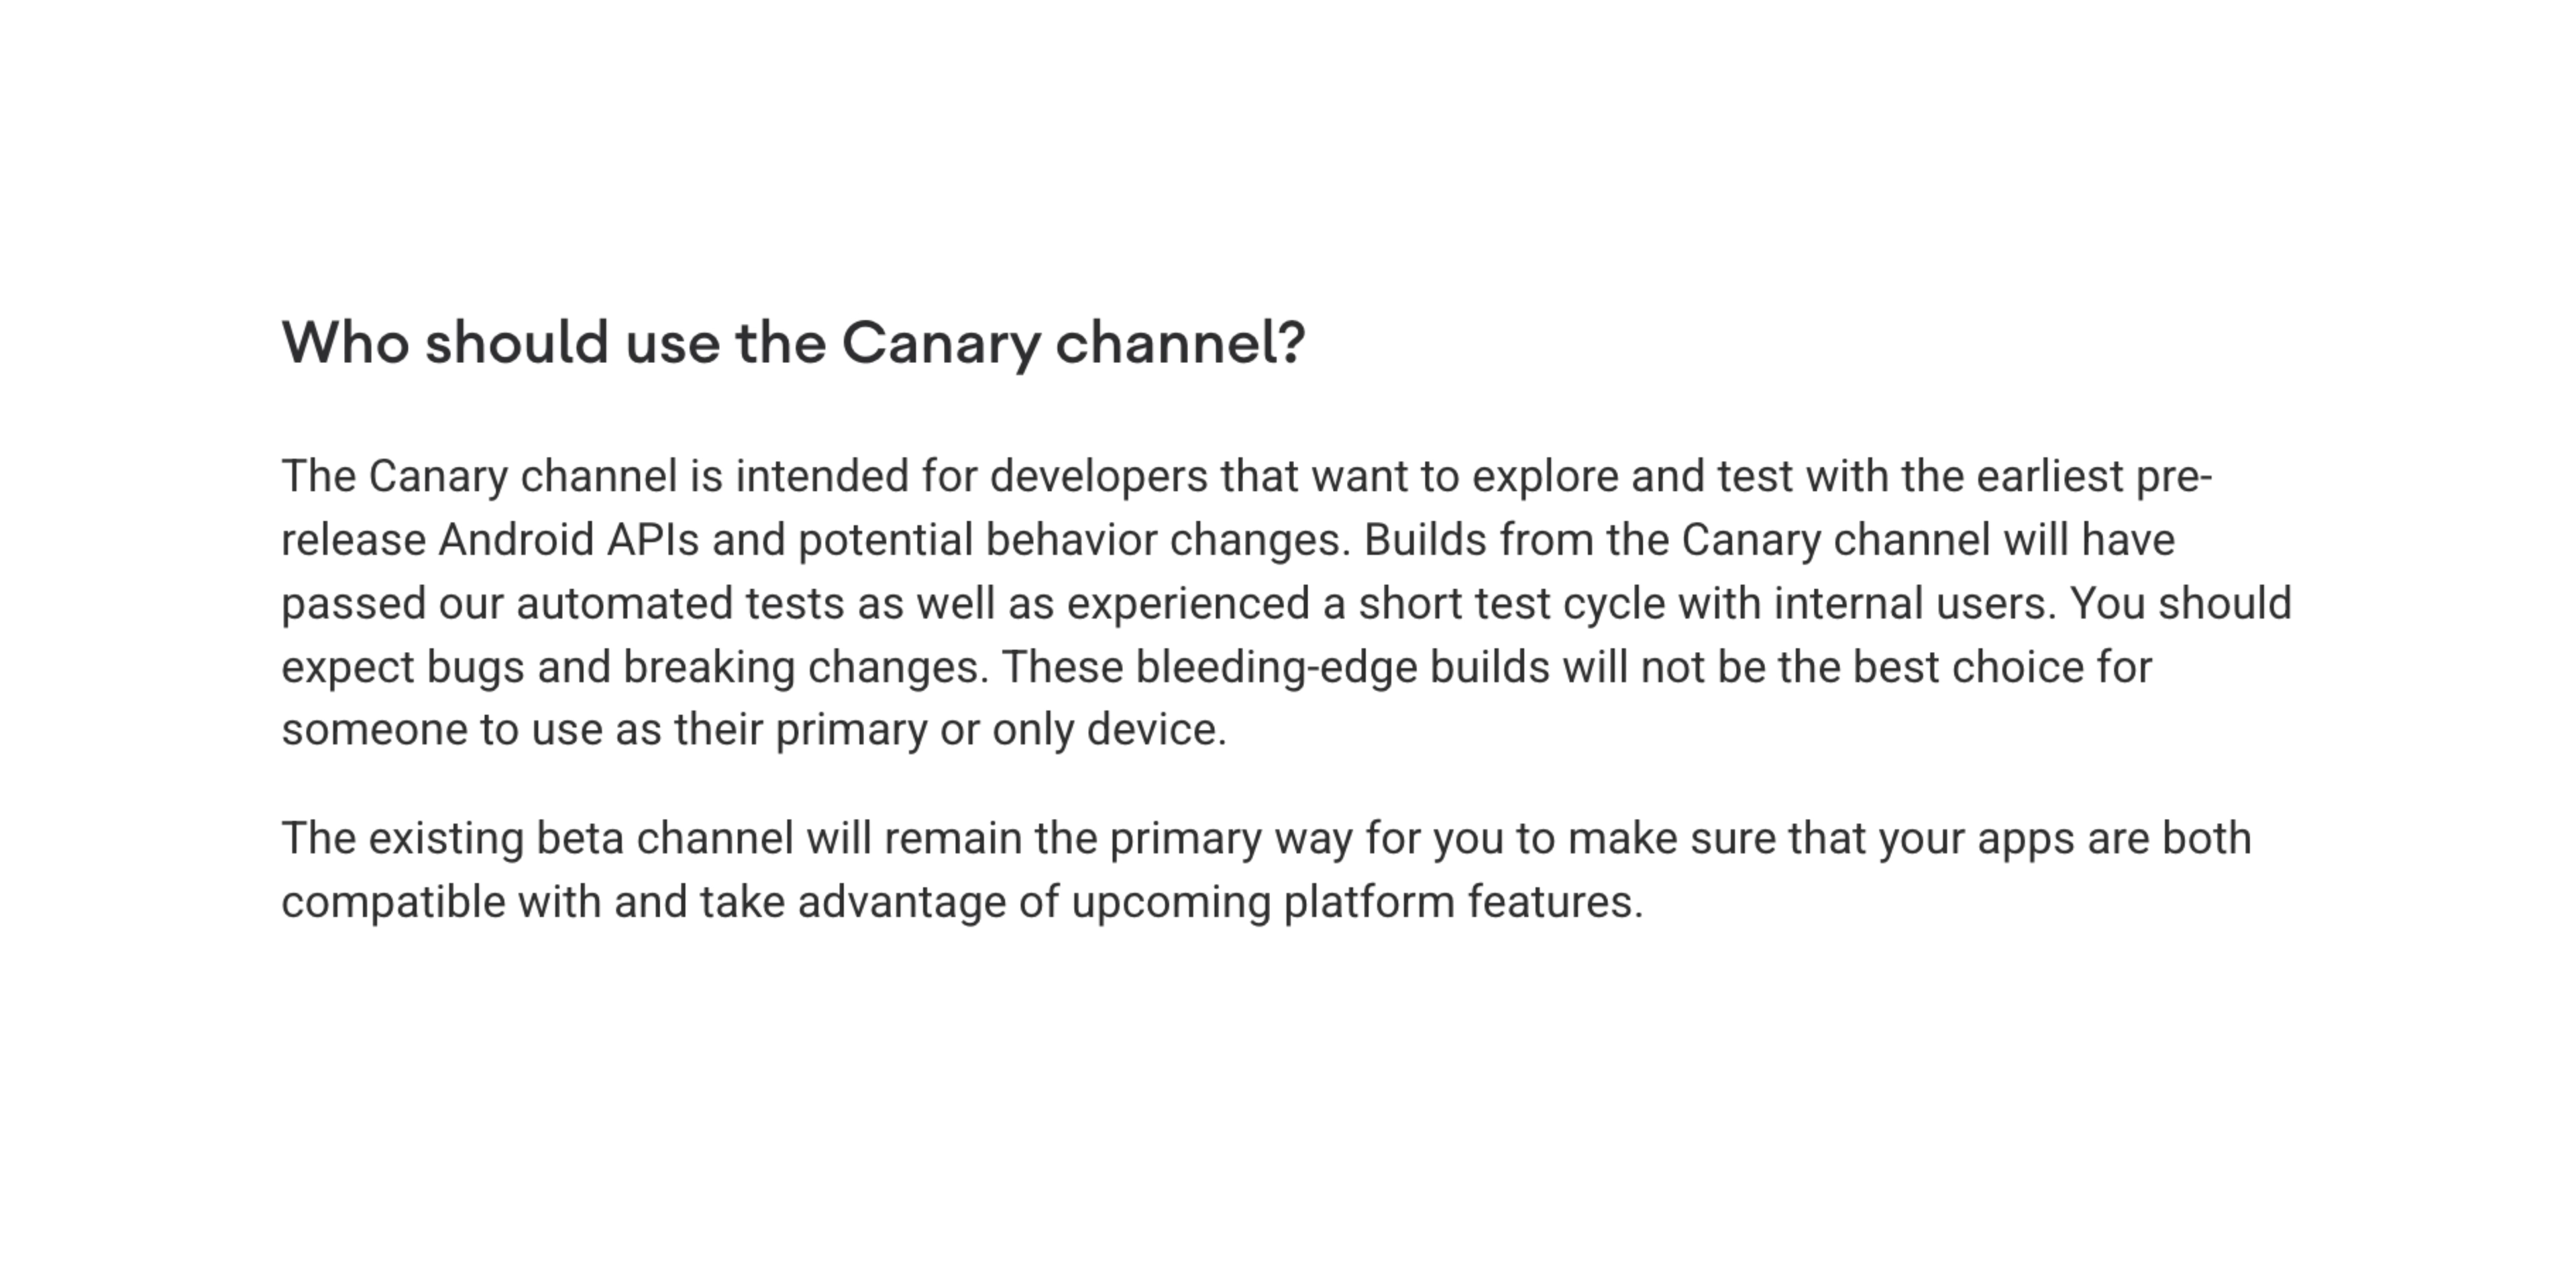 Who should use the Canary channel?
The Canary channel is intended for developers that want to explore and test with the earliest pre-
release Android APIs and potential behavior changes. Builds from the Canary channel will have
passed our automated tests as well as experienced a short test cycle with internal users. You should
expect bugs and breaking changes. These bleeding-edge builds will not be the best choice for
someone to use as their primary or only device.
The existing beta channel will remain the primary way for you to make sure that your apps are both
compatible with and take advantage of upcoming platform features.